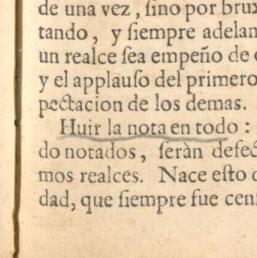 de una vez, ſino por brux
tando, y ſiempre adelan
un realce ſea empeño de
y el applauſo del primero
pectacion de los demas.
Huir la nota en todo :
do notados, ſeràn defec
mos realces. Nace eſto
dad, que ſiempre fue cen